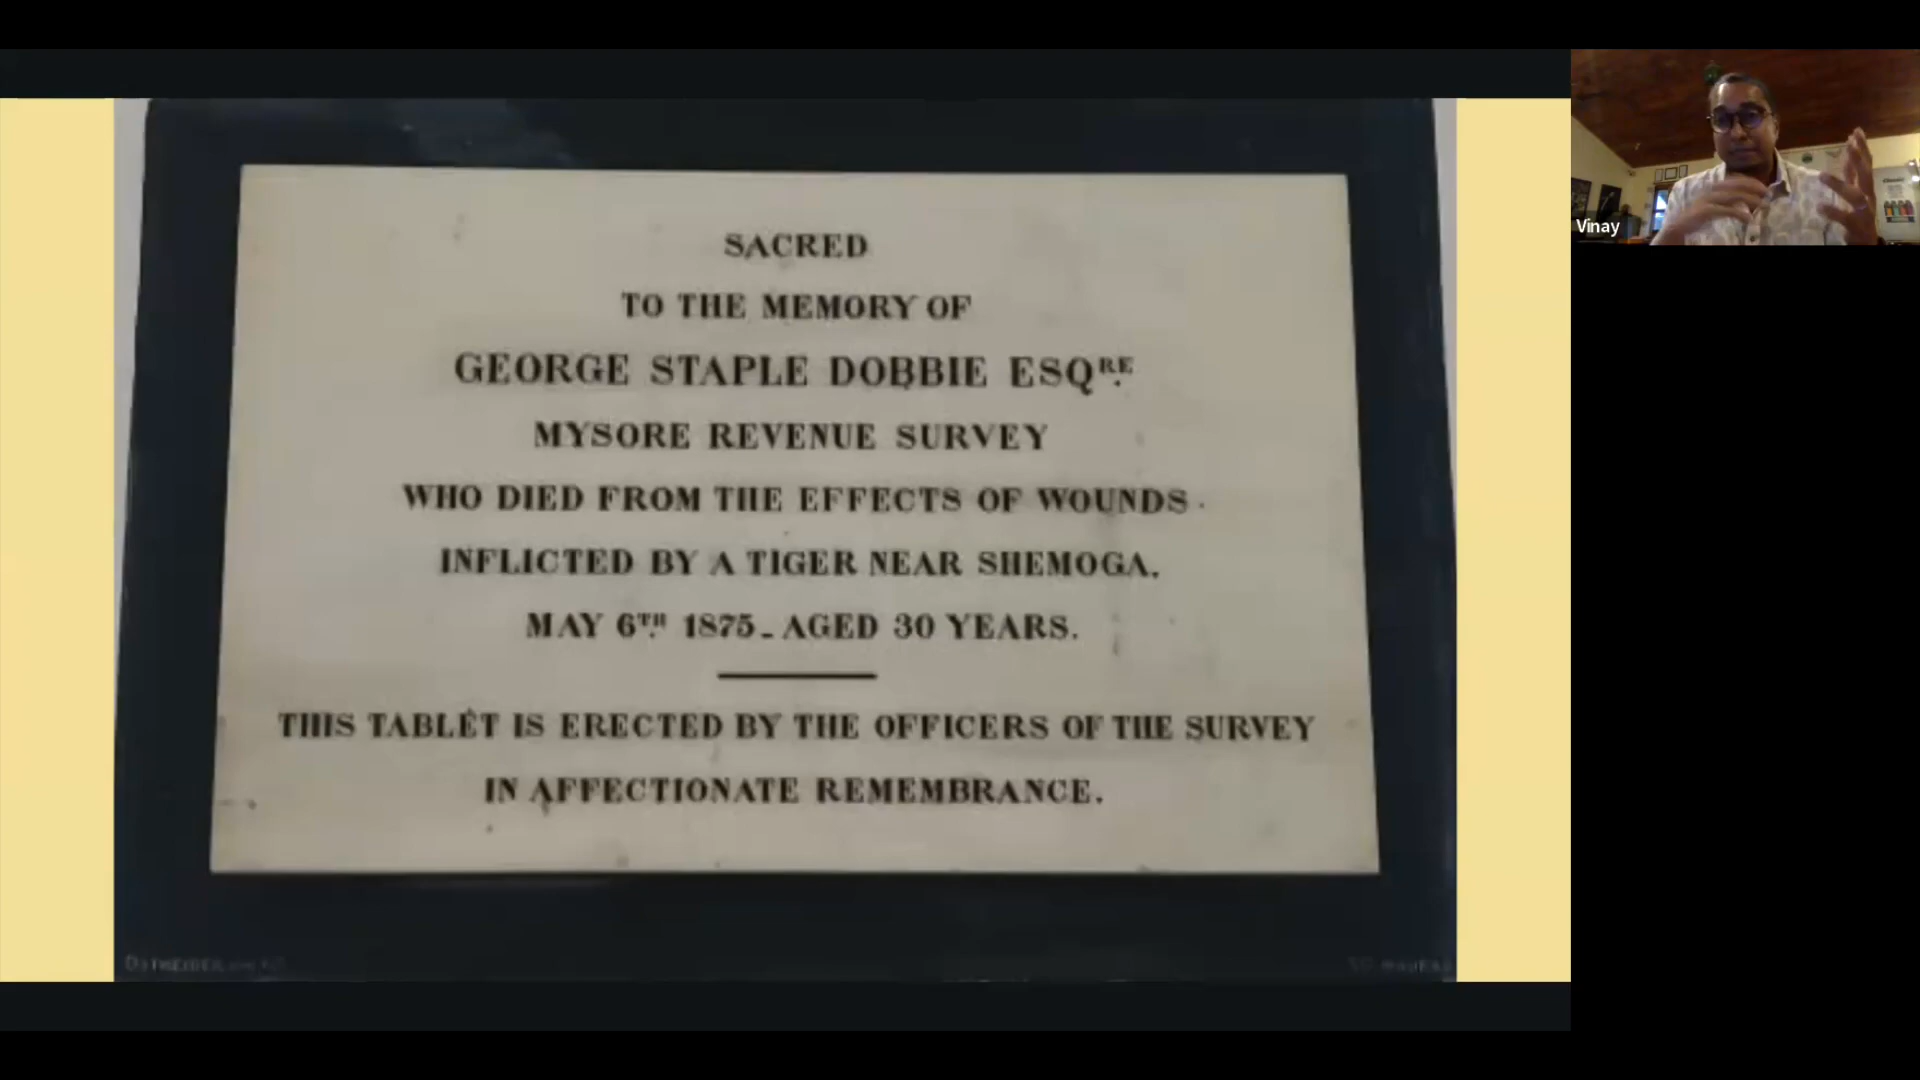 SACRED
TO THE MEMORY OF
GEORGE STAPLE DOBBIE ESQRE.
MYSORE REVENUE SURVEY
WHO DIED FROM THE EFFECTS OF WOUNDS
INFLICTED BY A TIGER NEAR SHEMOGA.
MAY 6TH. 1875_ AGED 30 YEARS.
THIS TABLET IS ERECTED BY THE OFFICERS OF THE SURVEY
IN AFFECTIONATE REMEMBRANCE.
Vinay